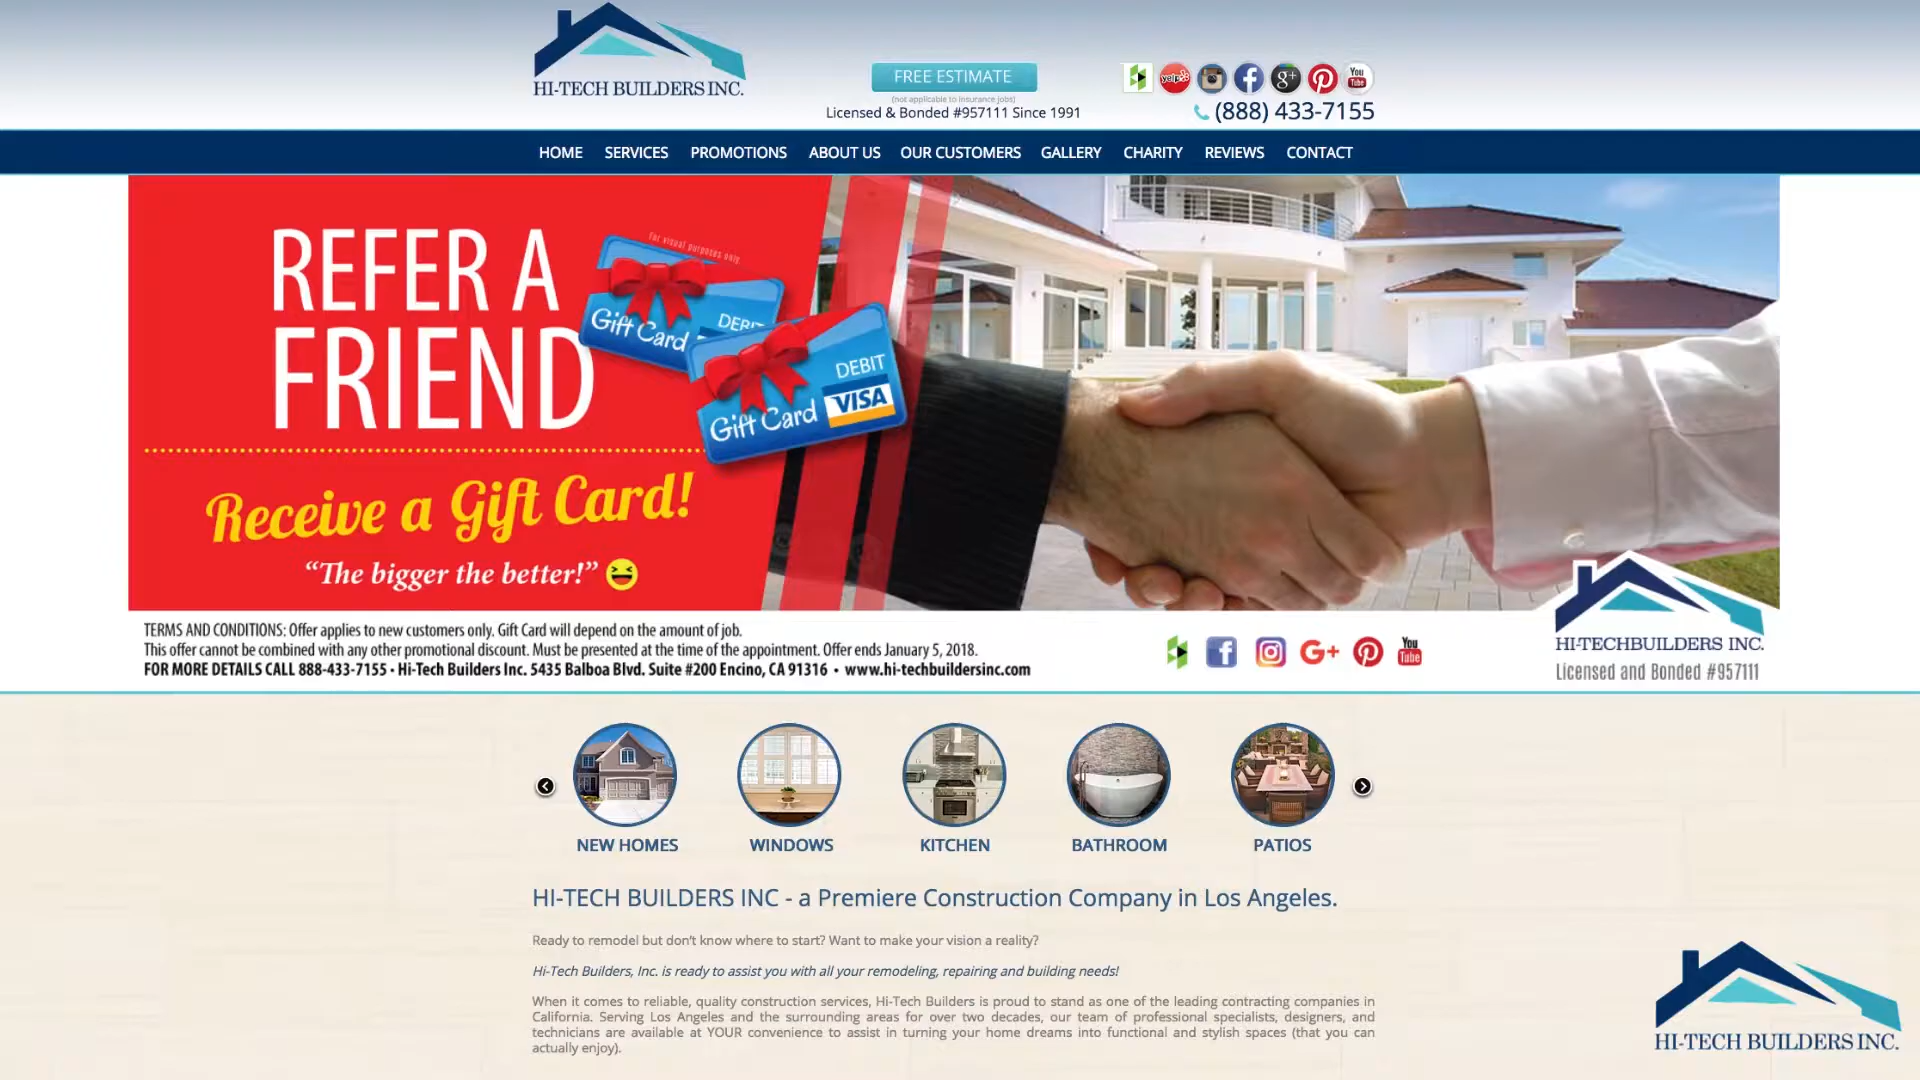 HI-TECH BUILDERS INC.
FREE ESTIMATE
(not applicable to insurance jobs)
Licensed & Bonded #957111 Since 1991
yelp
g+
You
Tube
(888) 433-7155
HOME SERVICES PROMOTIONS ABOUT US OUR CUSTOMERS GALLERY CHARITY REVIEWS CONTACT
REFER A
FRIEND
For visual purposes only
Gift Card
DEBIT
Gift Card
DEBIT
VISA
Receive a Gift Card!
“The bigger the better!”
TERMS AND CONDITIONS: Offer applies to new customers only. Gift Card will depend on the amount of job.
This offer cannot be combined with any other promotional discount. Must be presented at the time of the appointment. Offer ends January 5, 2018.
FOR MORE DETAILS CALL 888-433-7155 • Hi-Tech Builders Inc. 5435 Balboa Blvd. Suite #200 Encino, CA 91316 • www.hi-techbuildersinc.com
G+
You
Tube
HI-TECHBUILDERS INC.
Licensed and Bonded #957111
NEW HOMES WINDOWS KITCHEN BATHROOM PATIOS
HI-TECH BUILDERS INC - a Premiere Construction Company in Los Angeles.
Ready to remodel but don’t know where to start? Want to make your vision a reality?
Hi-Tech Builders, Inc. is ready to assist you with all your remodeling, repairing and building needs!
When it comes to reliable, quality construction services, Hi-Tech Builders is proud to stand as one of the leading contracting companies in
California. Serving Los Angeles and the surrounding areas for over two decades, our team of professional specialists, designers, and
technicians are available at YOUR convenience to assist in turning your home dreams into functional and stylish spaces (that you can
actually enjoy).
HI-TECH BUILDERS INC.